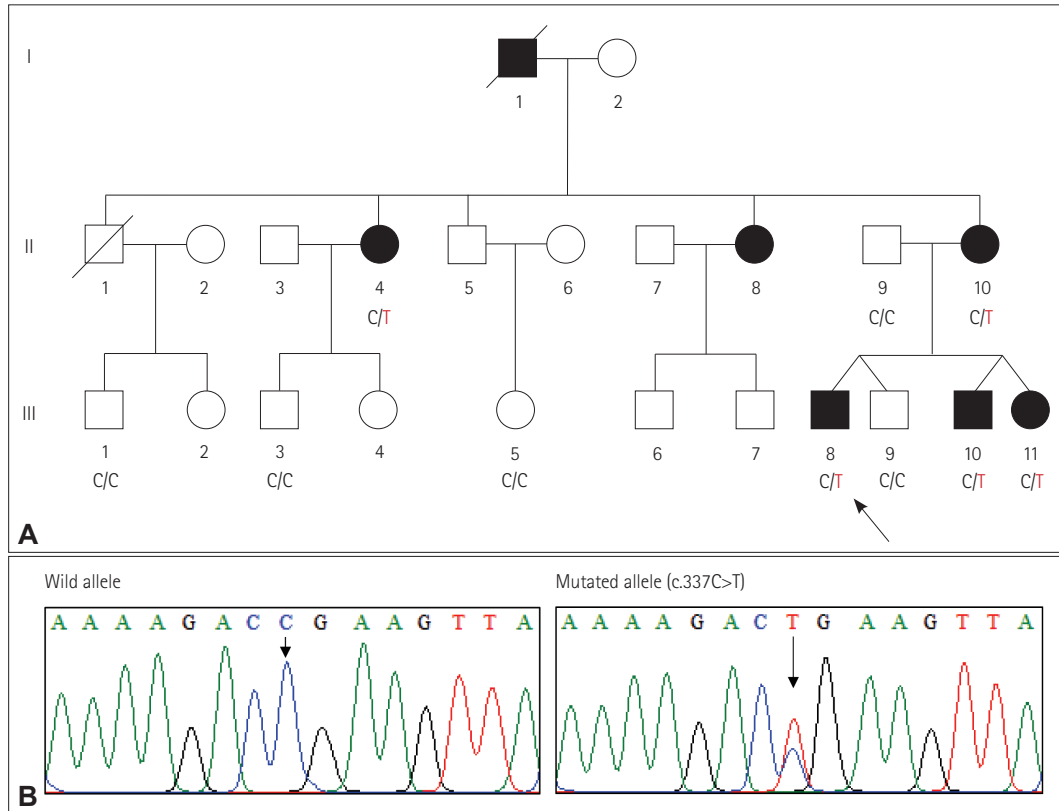 I
1 2
II
1 2 3 4 5 6 7 8 9 10
C/T C/C C/T
III
1 2 3 4 5 6 7 8 9 10 11
C/C C/C C/C C/T C/C C/T C/T
A
Wild allele Mutated allele (c.337C>T)
A A A A G A C C G A A G T T A A A A A G A C T G A A G T T A
B